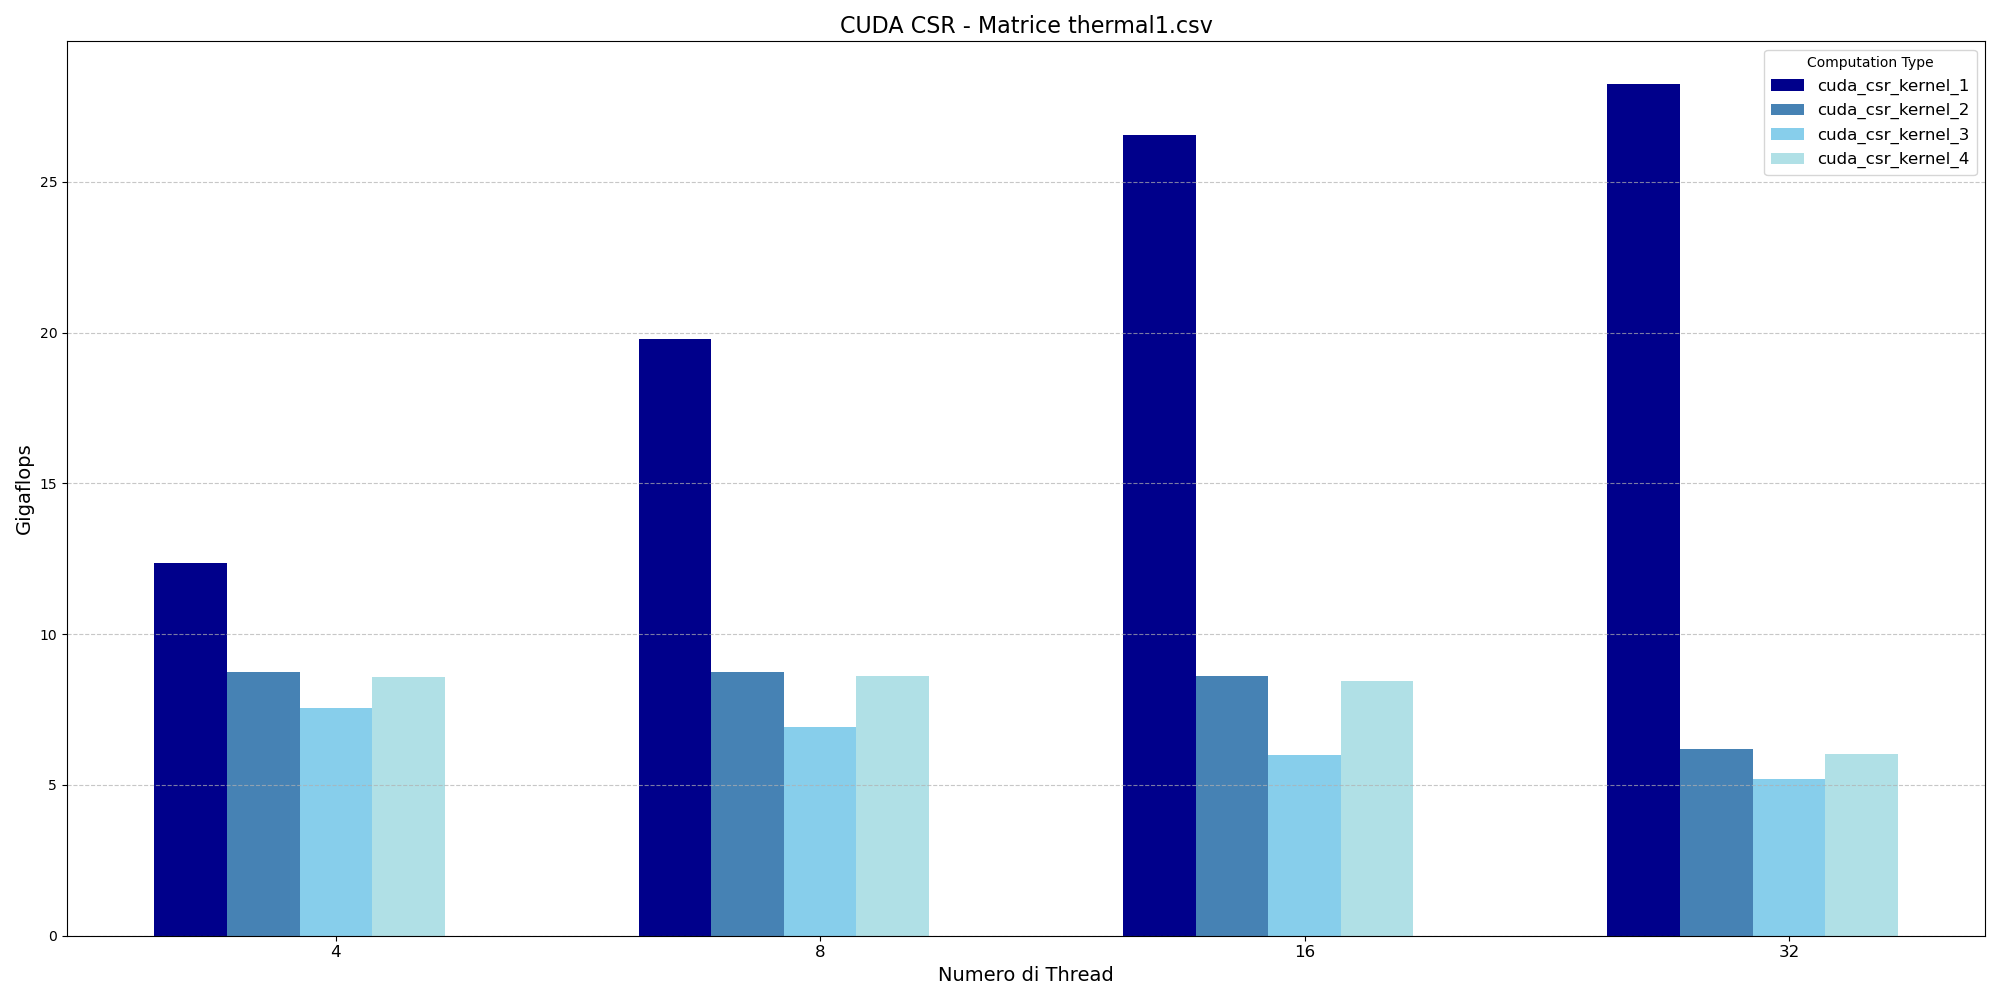 CUDA CSR - Matrice thermal1.csv
Computation Type
cuda_csr_kernel_1
cuda_csr_kernel_2
cuda_csr_kernel_3
cuda_csr_kernel_4
Gigaflops
25
20
15
10
5
0
4 8 16 32
Numero di Thread